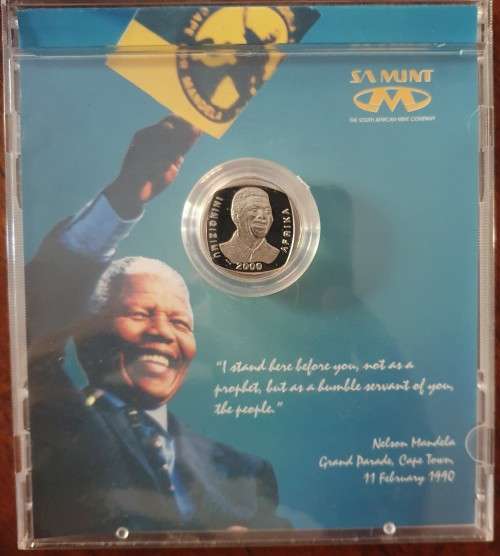 SA MINT
THE SOUTH AFRICAN MINT COMPANY
ININGIZIMU
AFRIKA
2000
"I stand here before you, not as a
prophet, but as a humble servant of you,
the people."
Nelson Mandela
Grand Parade, Cape Town
11 February 1990